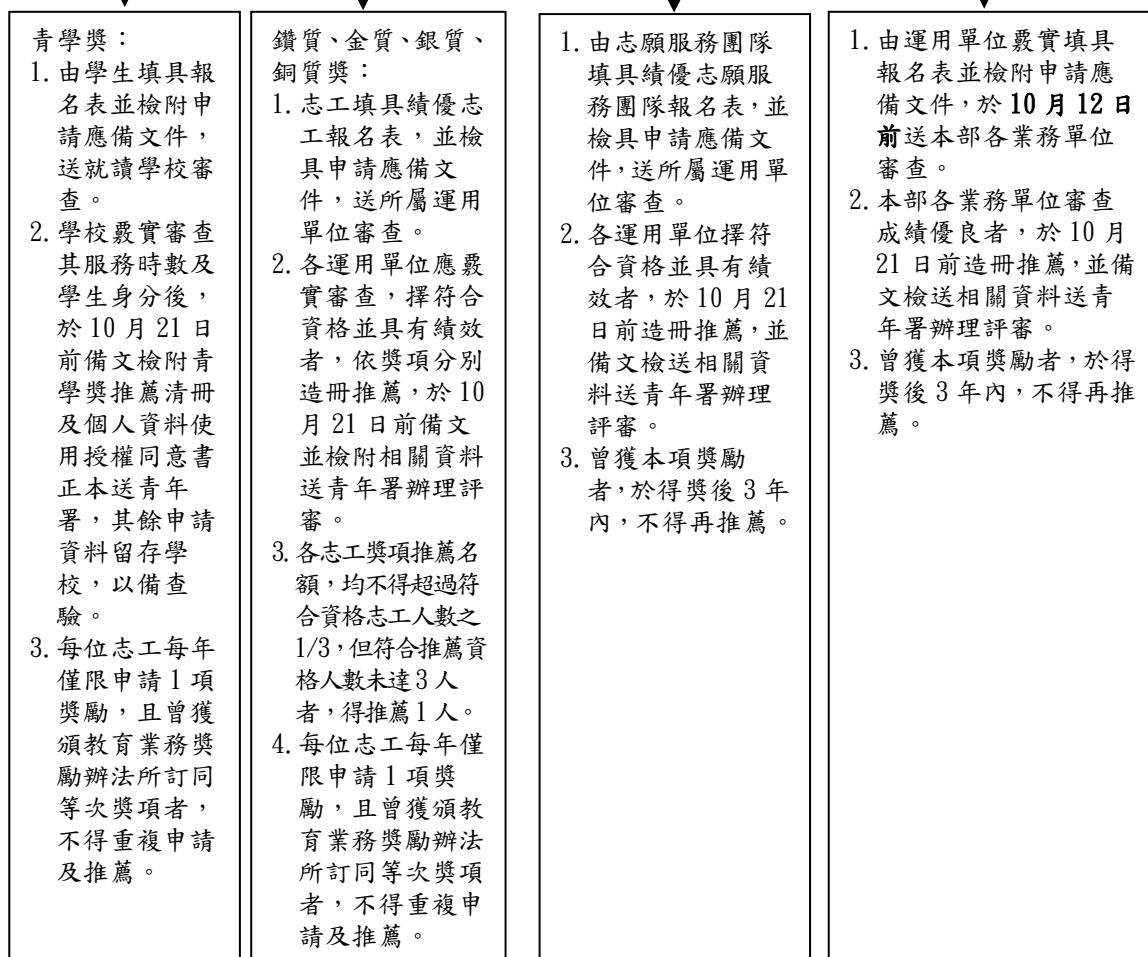 青學獎：
1.由學生填具報
名表並檢附申
請應備文件，
送就讀學校審
查。
2.學校覈實審查
其服務時數及
學生身分後，
於 10 月 21 日
前備文檢附青
學獎推薦清冊
及個人資料使
用授權同意書
正本送青年
署，其餘申請
資料留存學
校，以備查
驗。
3.每位志工每年
僅限申請 1 項
獎勵，且曾獲
頒教育業務獎
勵辦法所訂同
等次獎項者，
不得重複申請
及推薦。
鑽質、金質、銀質、
銅質獎：
1.志工填具績優志
工報名表，並檢
具申請應備文
件，送所屬運用
單位審查。
2.各運用單位應覈
實審查，擇符合
資格並具有績效
者，依獎項分別
造冊推薦，於 10
月 21 日前備文
並檢附相關資料
送青年署辦理評
審。
3.各志工獎項推薦名
額，均不得超過符
合資格志工人數之
1/3，但符合推薦資
格人數未達 3 人
者，得推薦 1 人。
4.每位志工每年僅
限申請 1 項獎
勵，且曾獲頒教
育業務獎勵辦法
所訂同等次獎項
者，不得重複申
請及推薦。
1.由志願服務團隊
填具績優志願服
務團隊報名表，並
檢具申請應備文
件，送所屬運用單
位審查。
2.各運用單位擇符
合資格並具有績
效者，於 10 月 21
日前造冊推薦，並
備文檢送相關資
料送青年署辦理
評審。
3.曾獲本項獎勵
者，於得獎後 3 年
內，不得再推薦。
1.由運用單位覈實填具
報名表並檢附申請應
備文件，於 10 月 12 日
前送本部各業務單位
審查。
2.本部各業務單位審查
成績優良者，於 10 月
21 日前造冊推薦，並備
文檢送相關資料送青
年署辦理評審。
3.曾獲本項獎勵者，於得
獎後 3 年內，不得再推
薦。